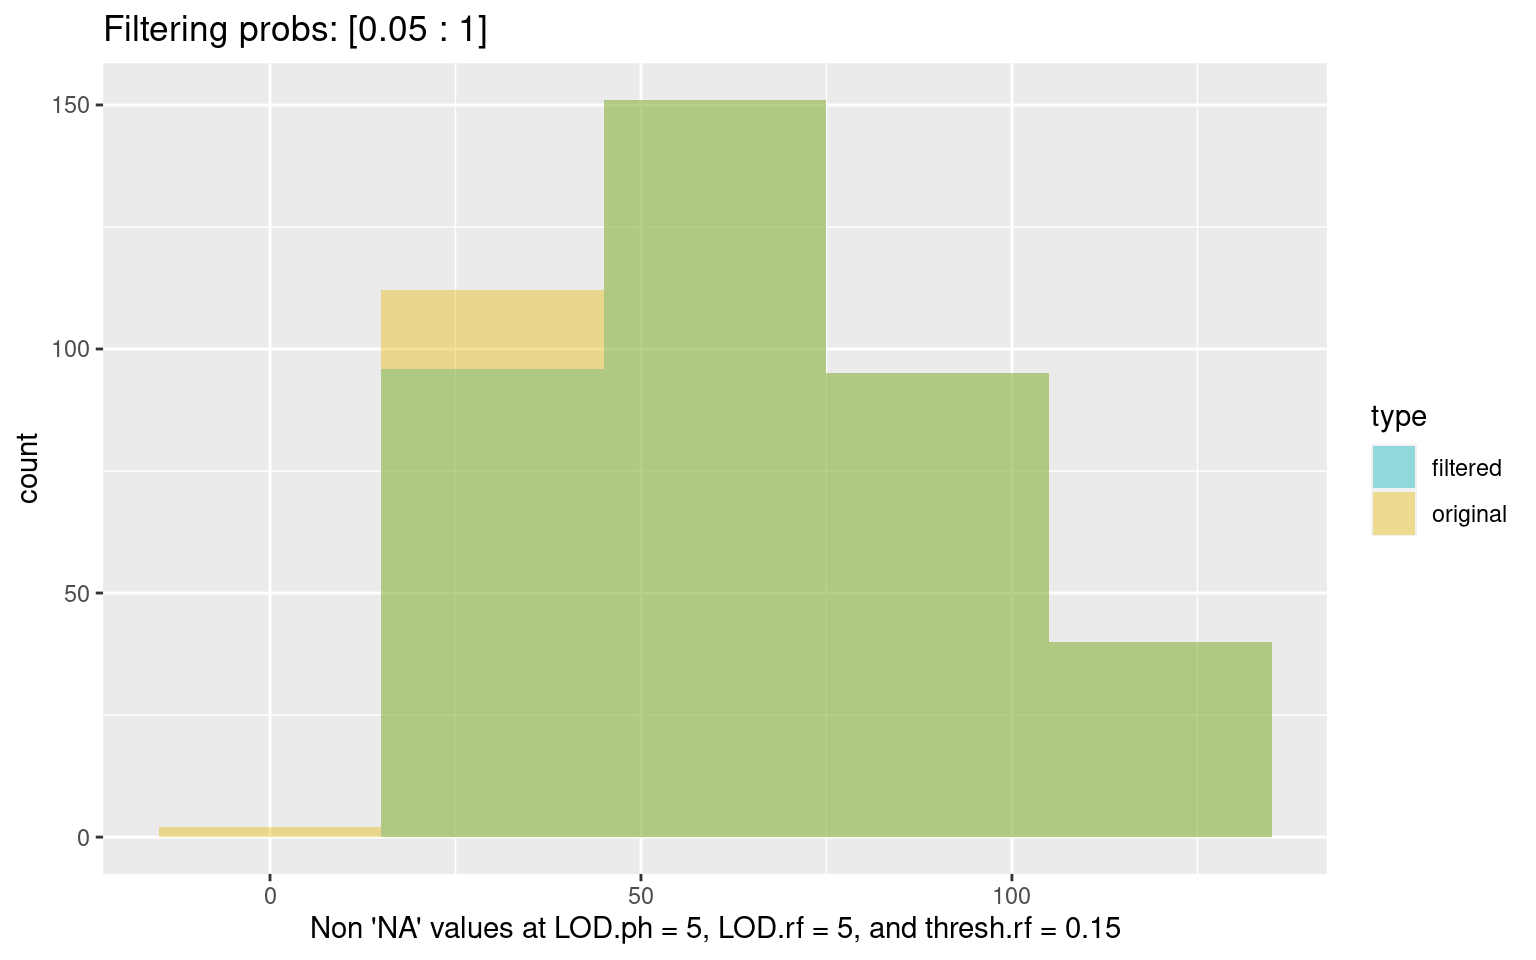 Filtering probs: [0.05 : 1]
150
100
50
0
count
0 50 100
Non 'NA' values at LOD.ph = 5, LOD.rf = 5, and thresh.rf = 0.15
type
filtered
original